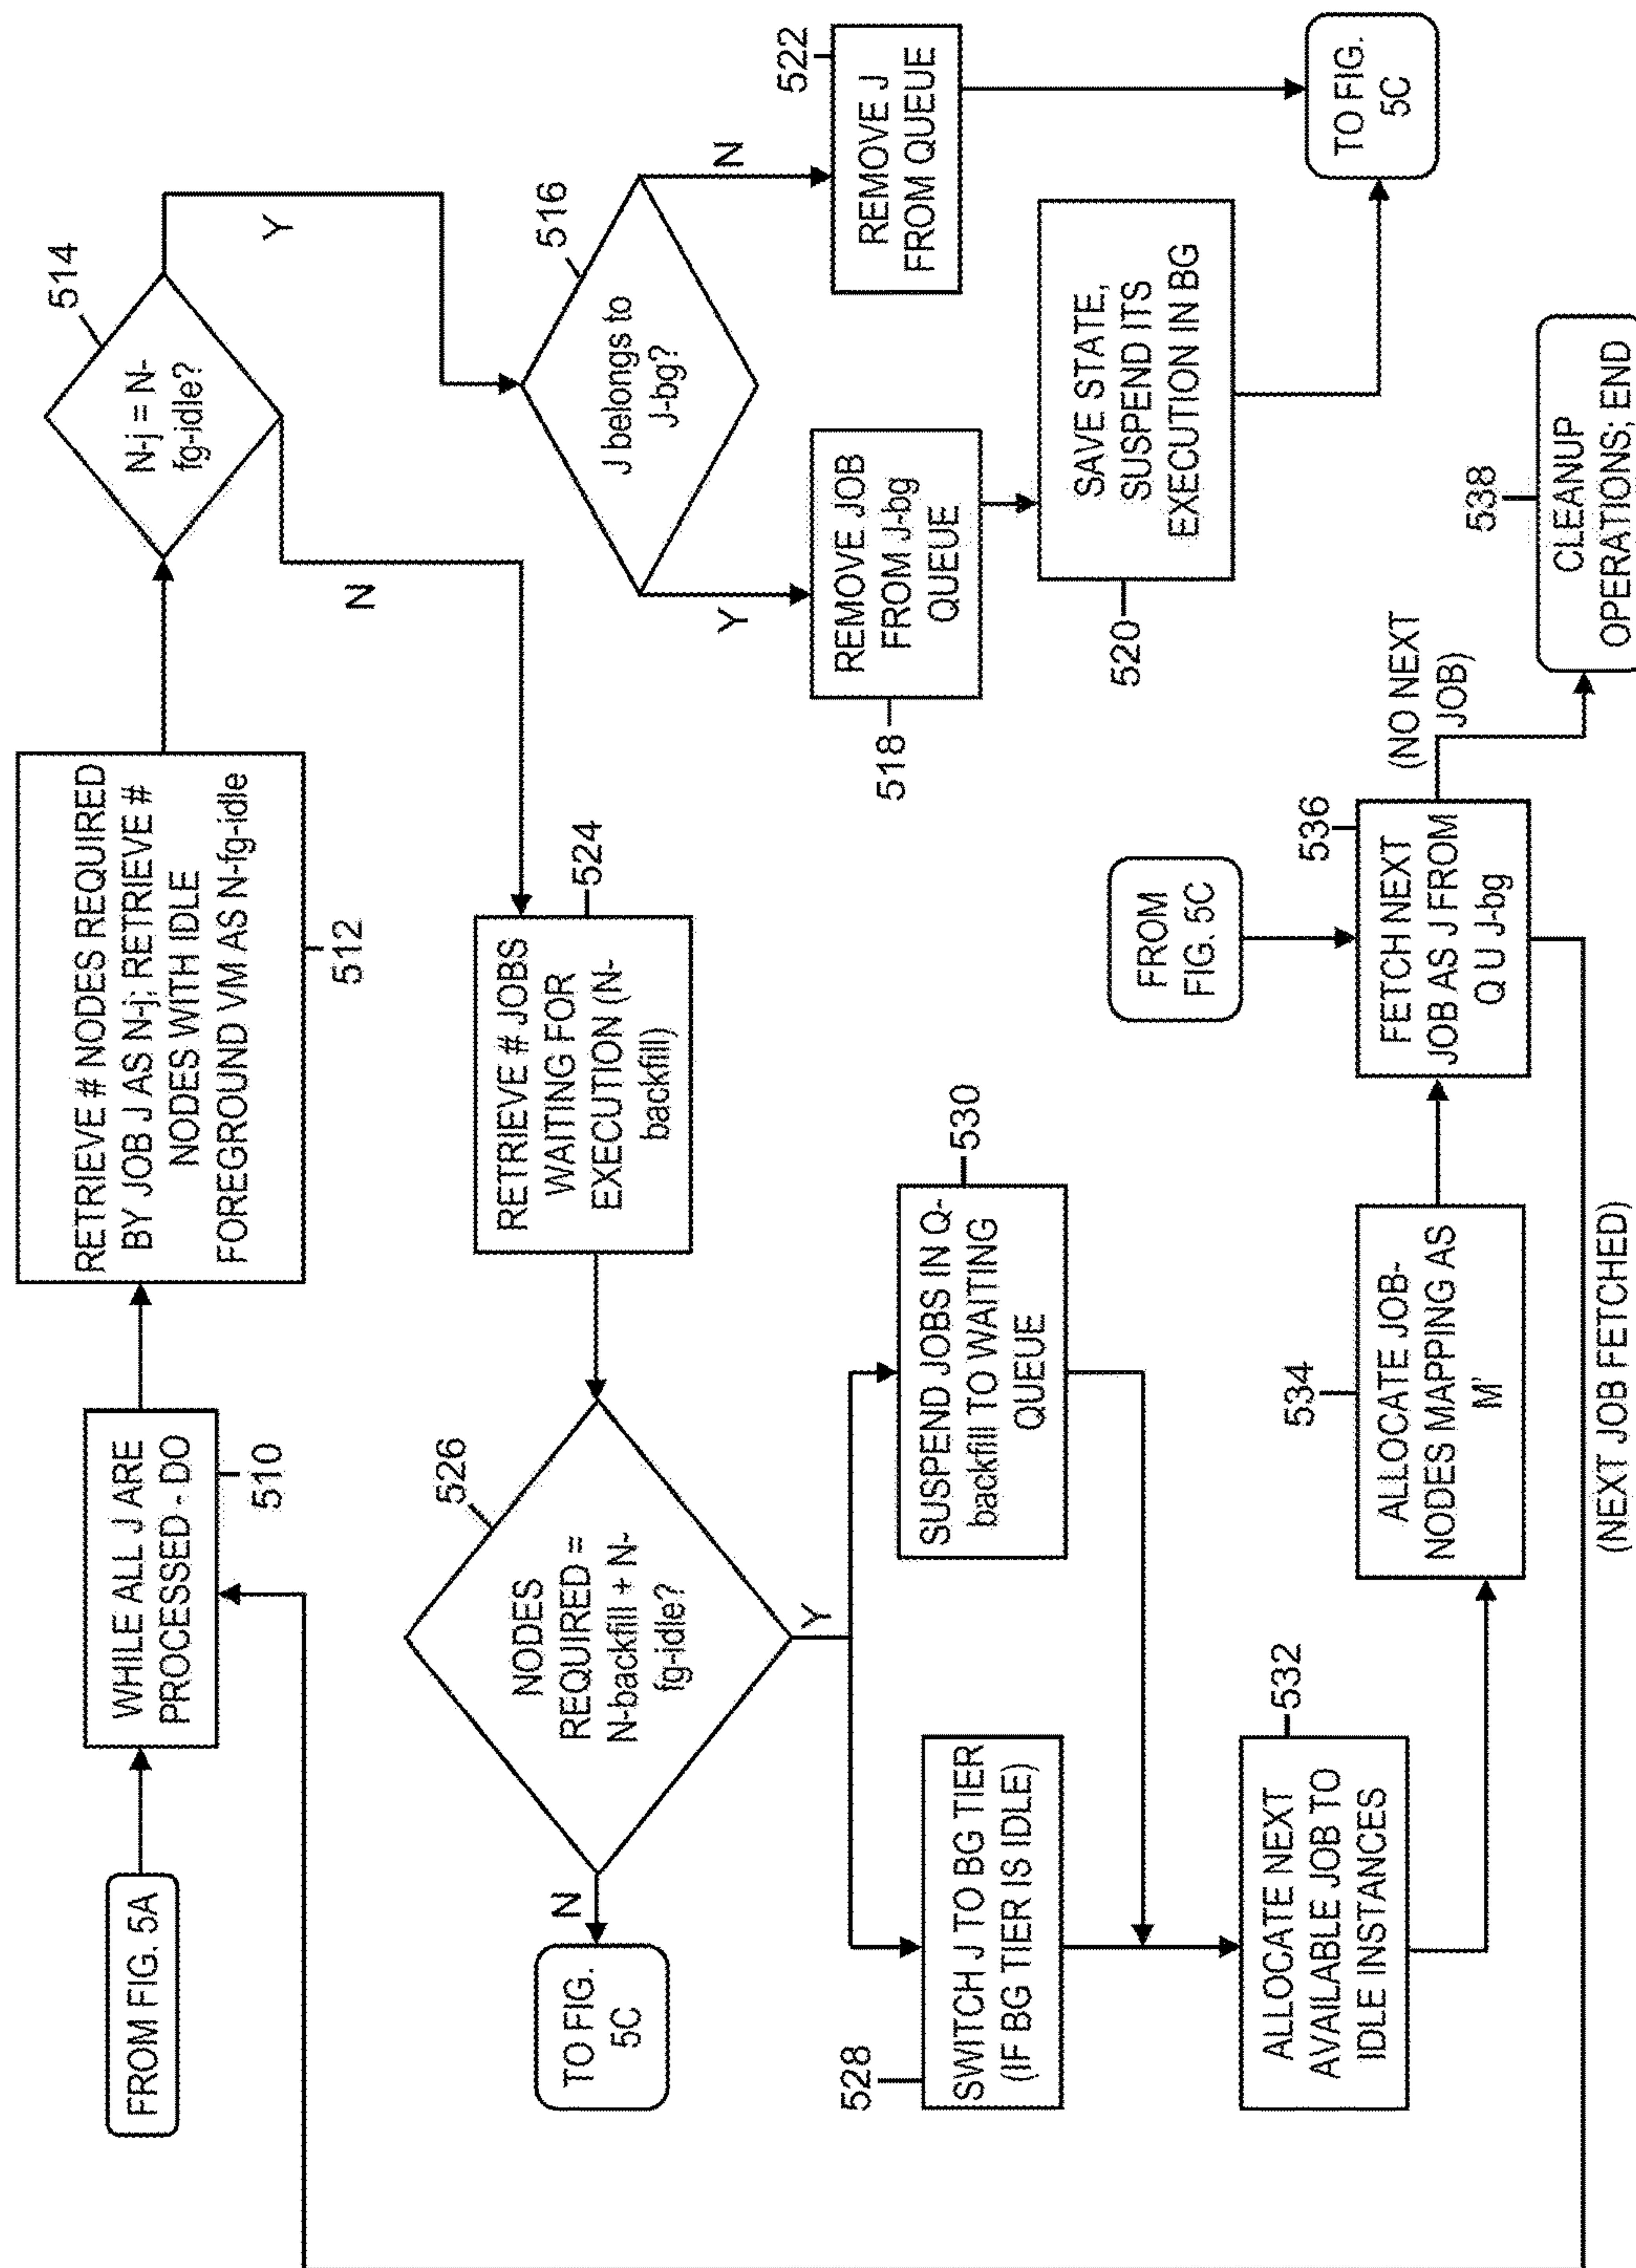 FROM FIG. 5A
WHILE ALL J ARE
PROCESSED - DO
510
RETRIEVE # NODES REQUIRED
BY JOB J AS N-j; RETRIEVE #
NODES WITH IDLE
FOREGROUND VM AS N-fg-idle
512
N-j = N-
fg-idle?
514
Y
N
J belongs to
J-bg?
516
Y
N
REMOVE JOB
FROM J-bg
QUEUE
518
SAVE STATE,
SUSPEND ITS
EXECUTION IN BG
520
REMOVE J
FROM QUEUE
522
TO FIG.
5C
RETRIEVE # JOBS
WAITING FOR
EXECUTION (N-
backfill)
524
NODES
REQUIRED =
N-backfill + N-
fg-idle?
526
N
Y
TO FIG.
5C
SWITCH J TO BG TIER
(IF BG TIER IS IDLE)
528
SUSPEND JOBS IN Q-
backfill TO WAITING
QUEUE
530
ALLOCATE NEXT
AVAILABLE JOB TO
IDLE INSTANCES
532
ALLOCATE JOB-
NODES MAPPING AS
M'
534
FROM
FIG. 5C
FETCH NEXT
JOB AS J FROM
Q U J-bg
536
(NO NEXT
JOB)
CLEANUP
OPERATIONS; END
538
(NEXT JOB FETCHED)